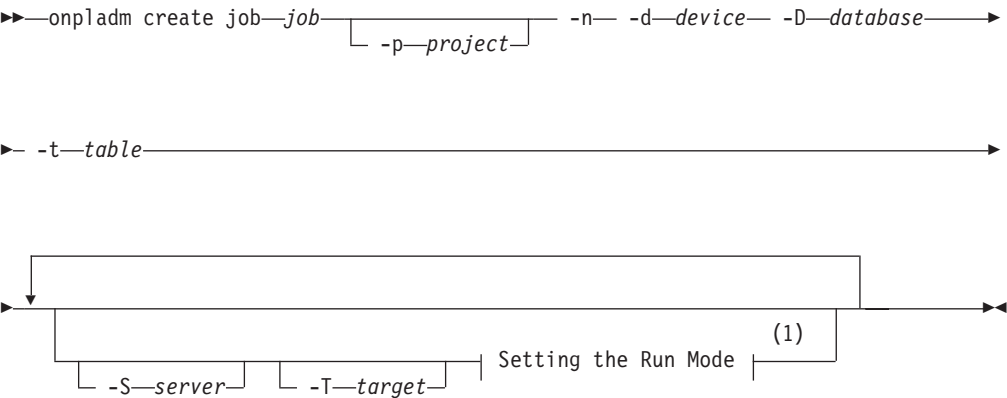 onpladm create job job -n -d device -D database
-p project
-t table
(1)
Setting the Run Mode
-S server -T target